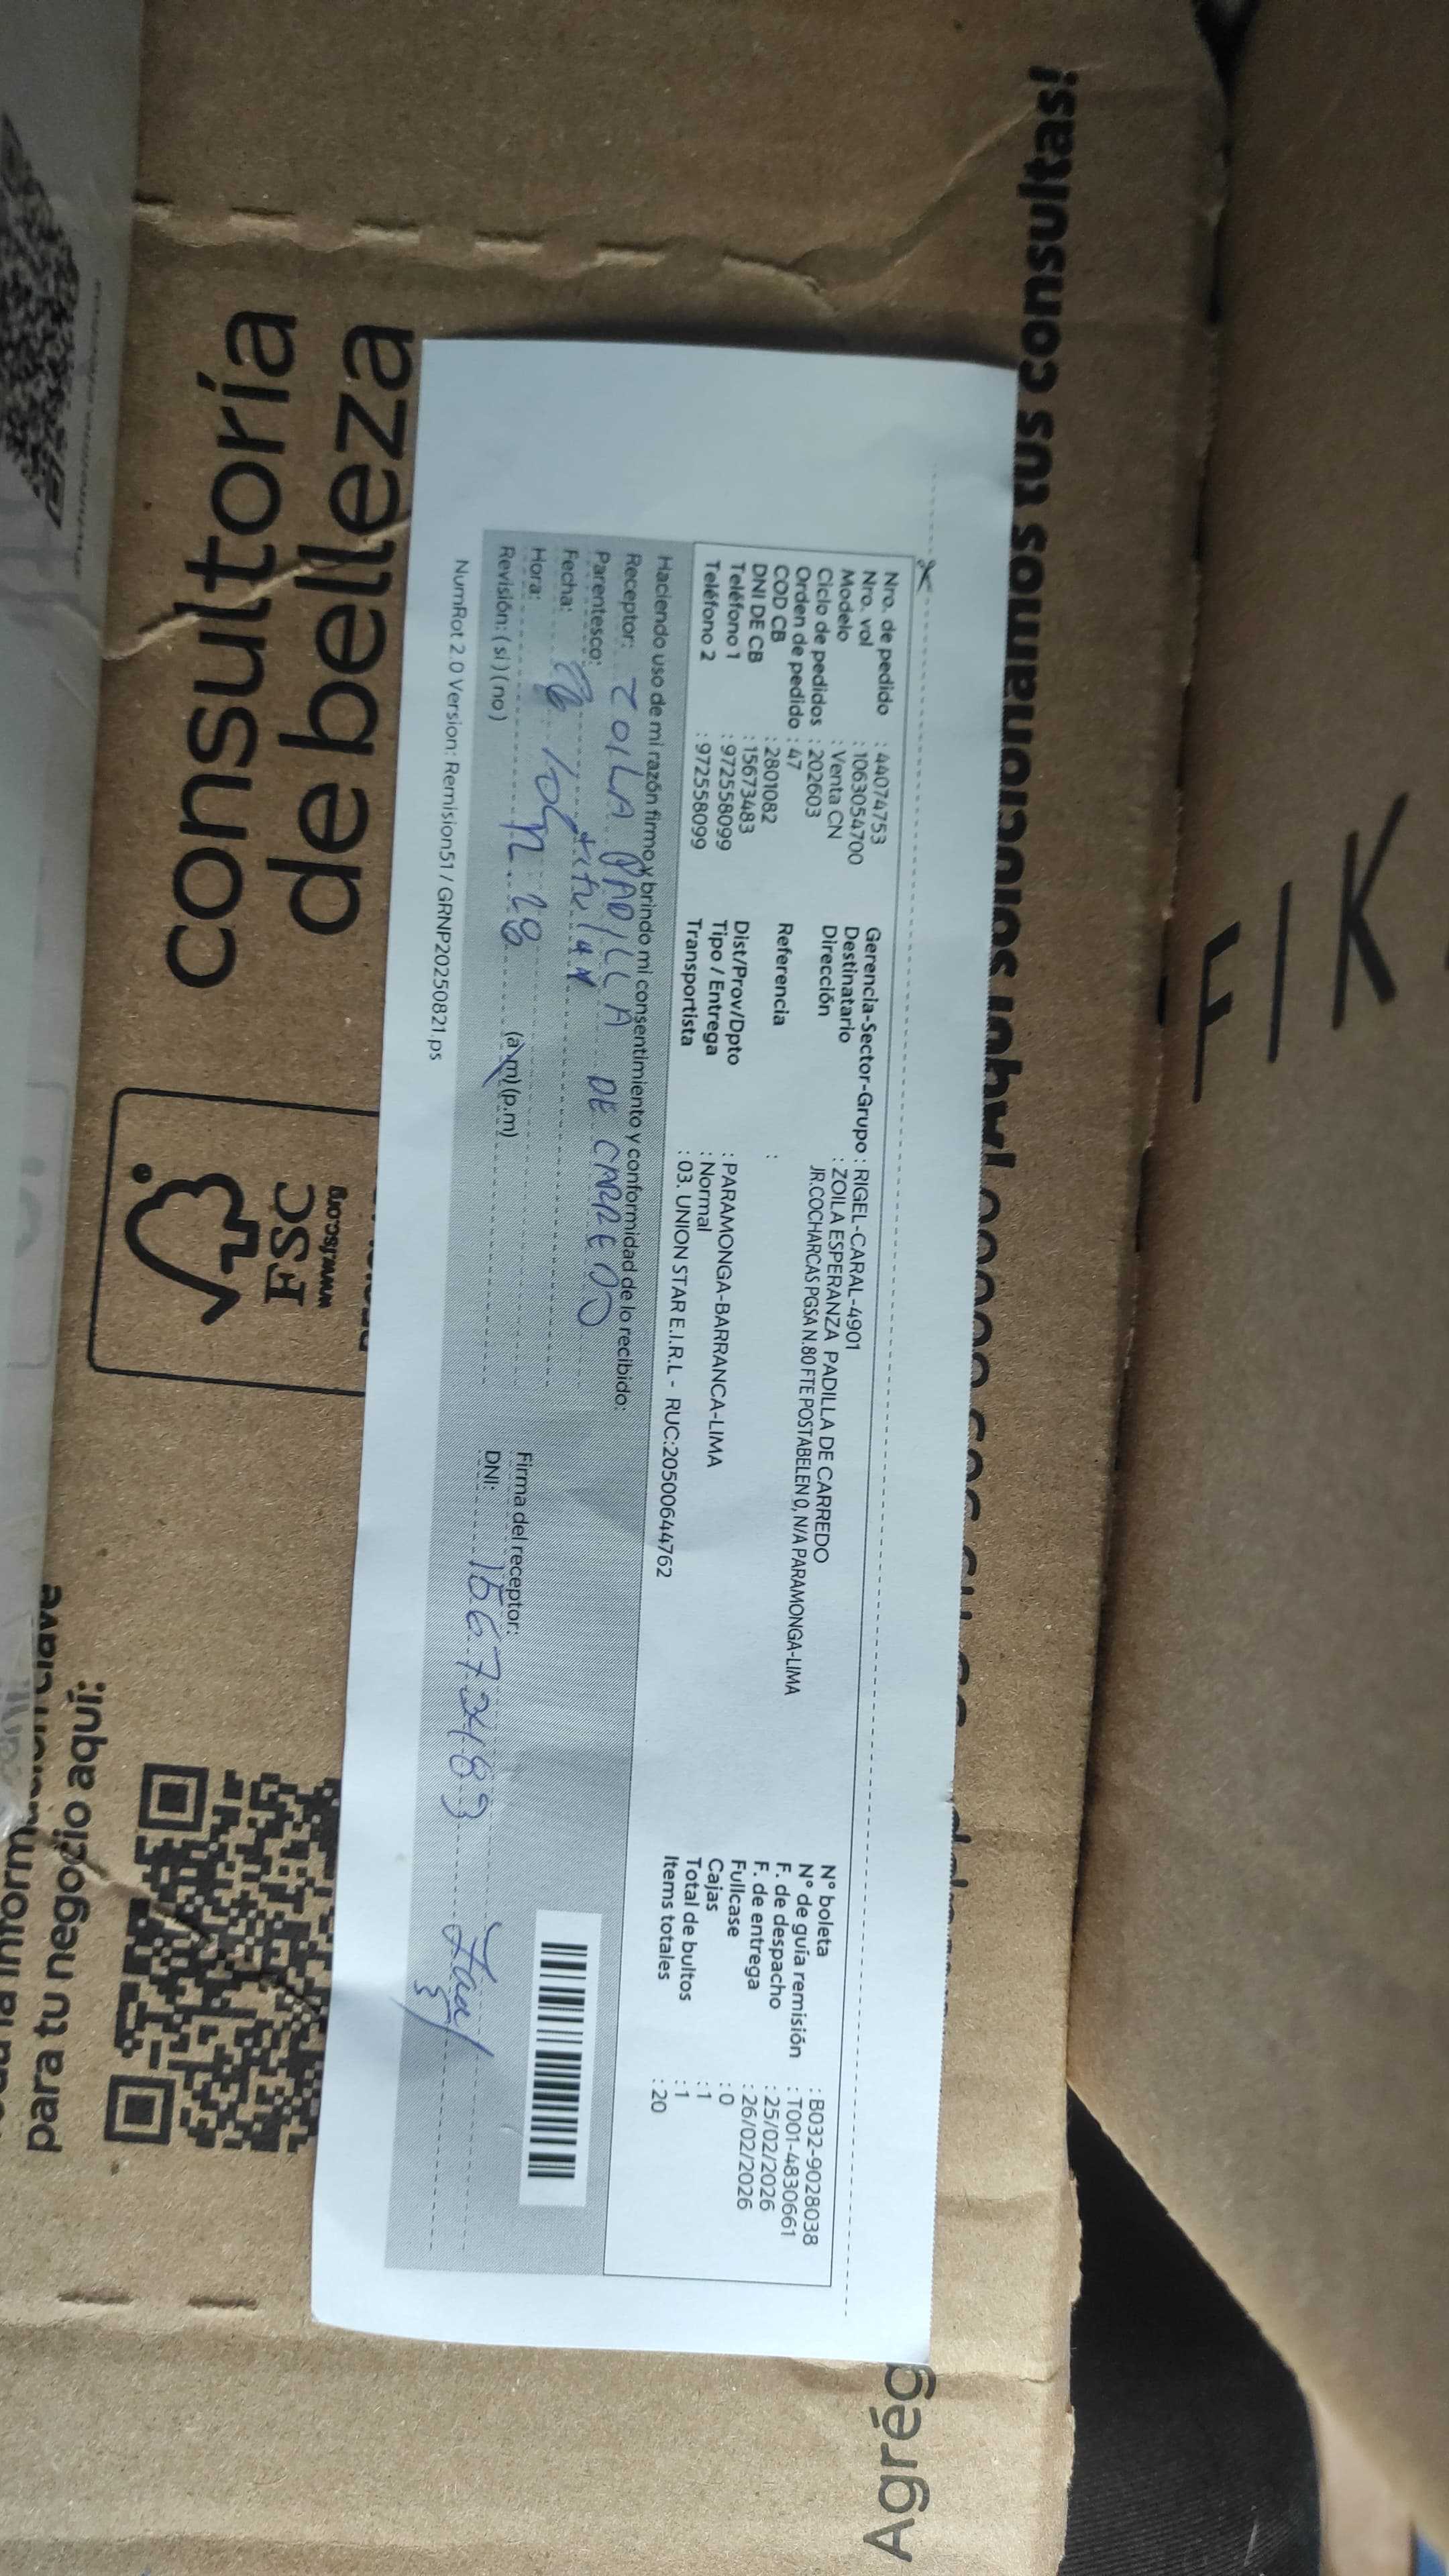 Nro. de pedido : 44074753
Nro. vol : 1063054700
Modelo : Venta CN
Ciclo de pedidos : 202603
Orden de pedido : 47
COD CB : 2801082
DNI DE CB : 15673483
Teléfono 1 : 972558099
Teléfono 2 : 972558099
Gerencia-Sector-Grupo : RIGEL-CARAL-4901
Destinatario : ZOILA ESPERANZA PADILLA DE CARREDO
Dirección JR.COCHARCAS PGSA N.80 FTE POSTABELEN 0, N/A PARAMONGA-LIMA
Referencia :
Dist/Prov/Dpto : PARAMONGA-BARRANCA-LIMA
Tipo / Entrega : Normal
Transportista : 03. UNION STAR E.I.R.L - RUC:20500644762
N° boleta : B032-9028038
N° de guía remisión : T001-4830661
F. de despacho : 25/02/2026
F. de entrega : 26/02/2026
Fullcase : 0
Cajas : 1
Total de bultos : 1
Items totales : 20
Haciendo uso de mi razón firmo y brindo mi consentimiento y conformidad de lo recibido:
Receptor: ZOILA PADILLA DE CARREDO
Parentesco: titular
Fecha:
Hora: 12.28 (a.m) (p.m)
Revisión: ( si ) ( no )
Firma del receptor:
DNI: 15673483
NumRot 2.0 Version: Remision51 / GRNP20250821.ps
consultoría
de belleza
www.fsc.org
FSC
para tu negocio aquí:
¡Aquí solucionamos tus consultas!
K